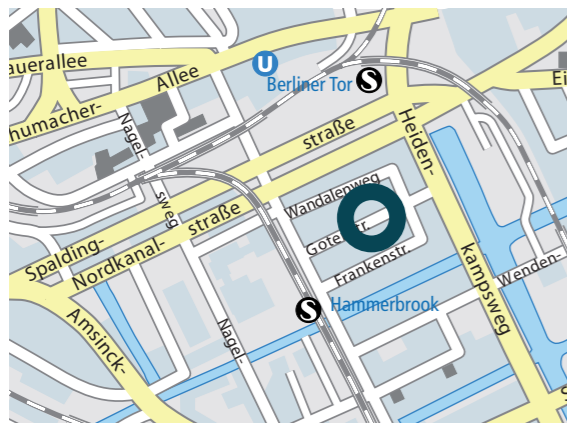 U
Berliner Tor
S
auerallee
Allee
humacher-
Ei
Nagel-
straße
Heiden-
weg
Wandalenweg
straße
Spalding-
Nordkanal-
Frankenstr.
kampsweg
Wenden-
S
Hammerbrook
Amsinck-
Nagel-